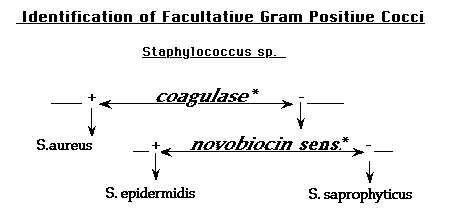 Identification of Facultative Gram Positive Cocci
Staphylococcus sp.
+ coagulase* -
S.aureus
+ novobiocin sens.* -
S. epidermidis S. saprophyticus